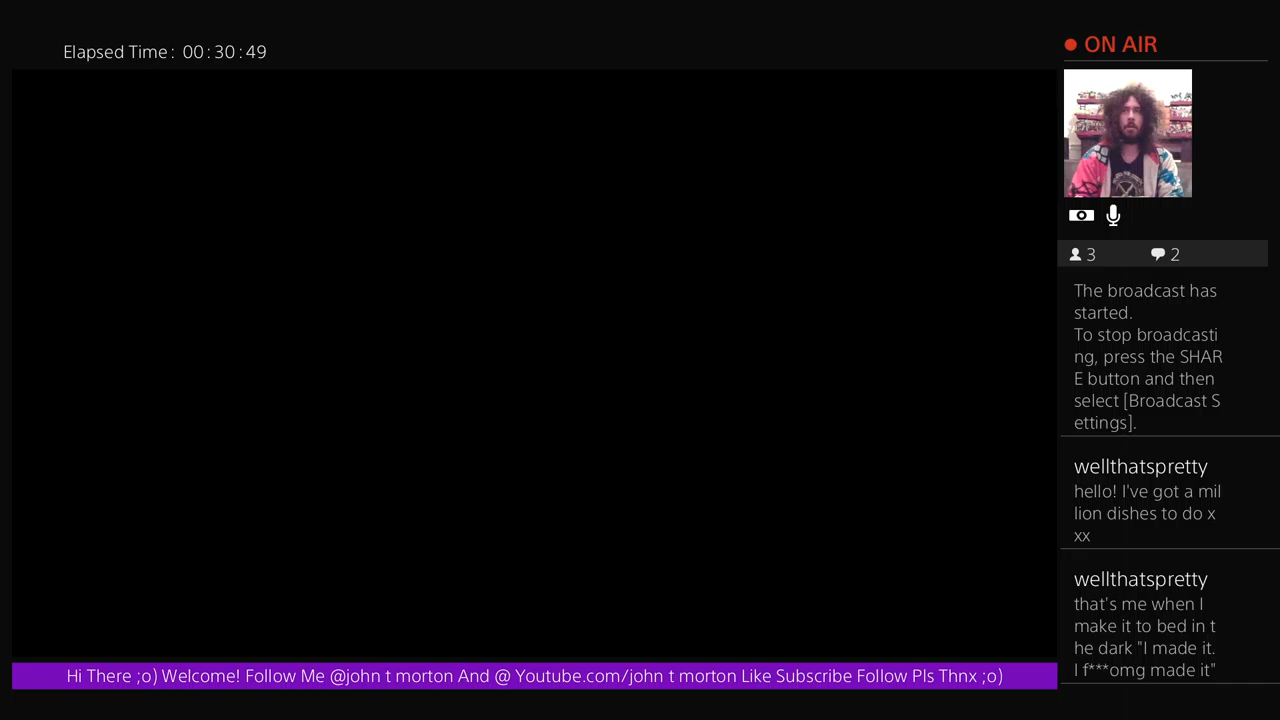 Elapsed Time: 00:30:49
ON AIR
3 2
The broadcast has
started.
To stop broadcasti
ng, press the SHAR
E button and then
select [Broadcast S
ettings].
wellthatspretty
hello! I've got a mil
lion dishes to do x
xx
wellthatspretty
that's me when I
make it to bed in t
he dark "I made it.
I f***omg made it"
Hi There ;o) Welcome! Follow Me @john t morton And @ Youtube.com/john t morton Like Subscribe Follow Pls Thnx ;o)